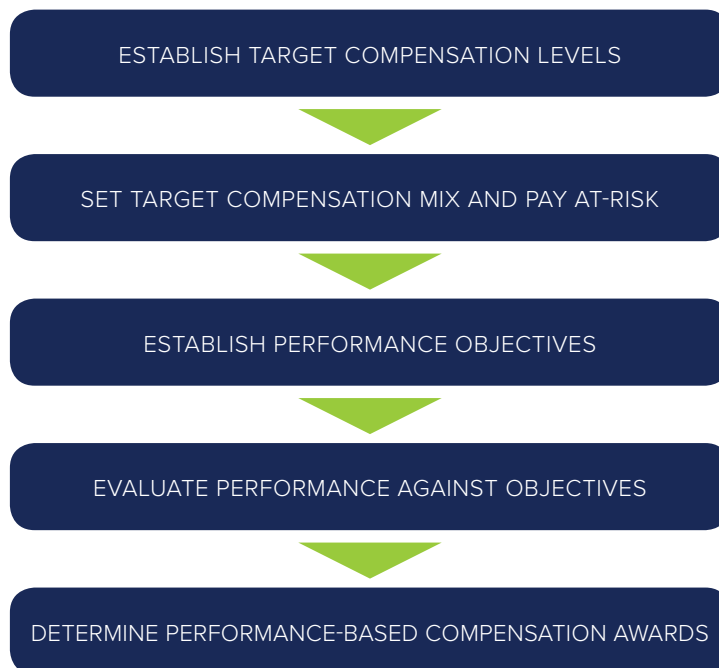 ESTABLISH TARGET COMPENSATION LEVELS
SET TARGET COMPENSATION MIX AND PAY AT-RISK
ESTABLISH PERFORMANCE OBJECTIVES
EVALUATE PERFORMANCE AGAINST OBJECTIVES
DETERMINE PERFORMANCE-BASED COMPENSATION AWARDS